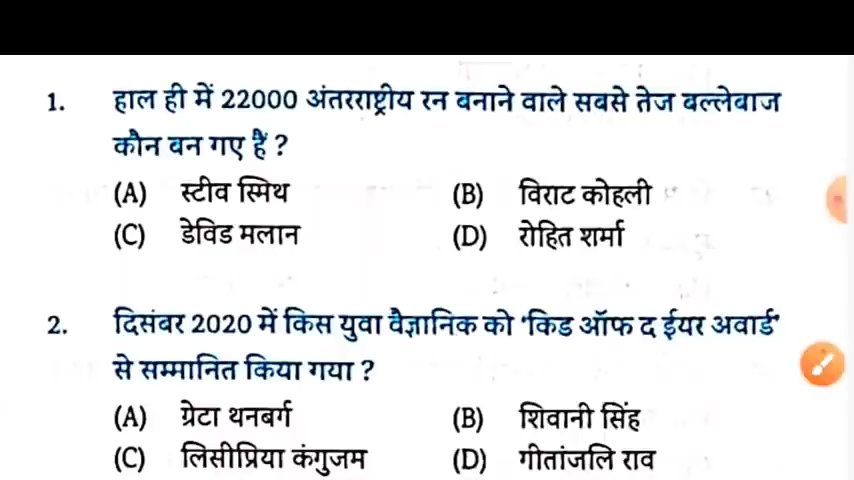 1. हाल ही में 22000 अंतरराष्ट्रीय रन बनाने वाले सबसे तेज बल्लेबाज
कौन बन गए हैं ?
(A) स्टीव स्मिथ (B) विराट कोहली
(C) डेविड मलान (D) रोहित शर्मा
2. दिसंबर 2020 में किस युवा वैज्ञानिक को ‘किड ऑफ द ईयर अवार्ड’
से सम्मानित किया गया ?
(A) ग्रेटा थनबर्ग (B) शिवानी सिंह
(C) लिसीप्रिया कंगुजम (D) गीतांजलि राव